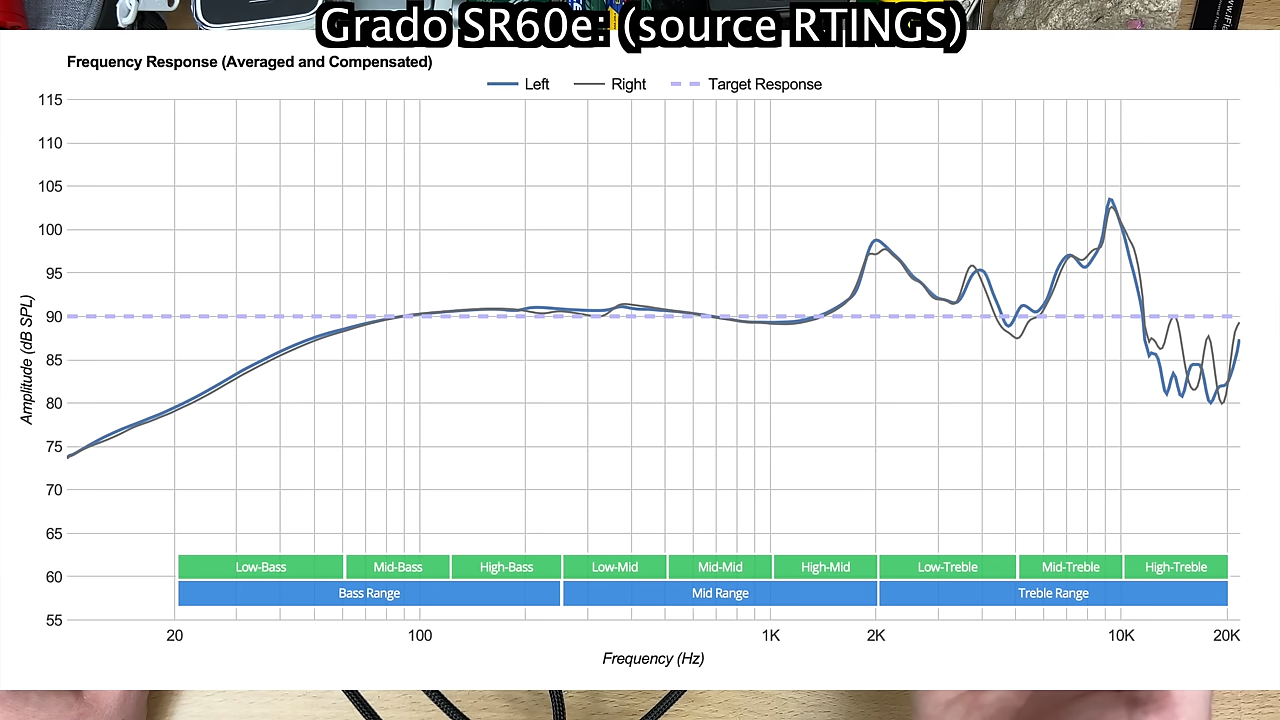 Grado SR60e: (source RTINGS)
Frequency Response (Averaged and Compensated)
Left Right Target Response
115
110
105
100
95
90
85
80
75
70
65
60
55
Amplitude (dB SPL)
Low-Bass Mid-Bass High-Bass Low-Mid Mid-Mid High-Mid Low-Treble Mid-Treble High-Treble
Bass Range Mid Range Treble Range
20 100 1K 2K 10K 20K
Frequency (Hz)